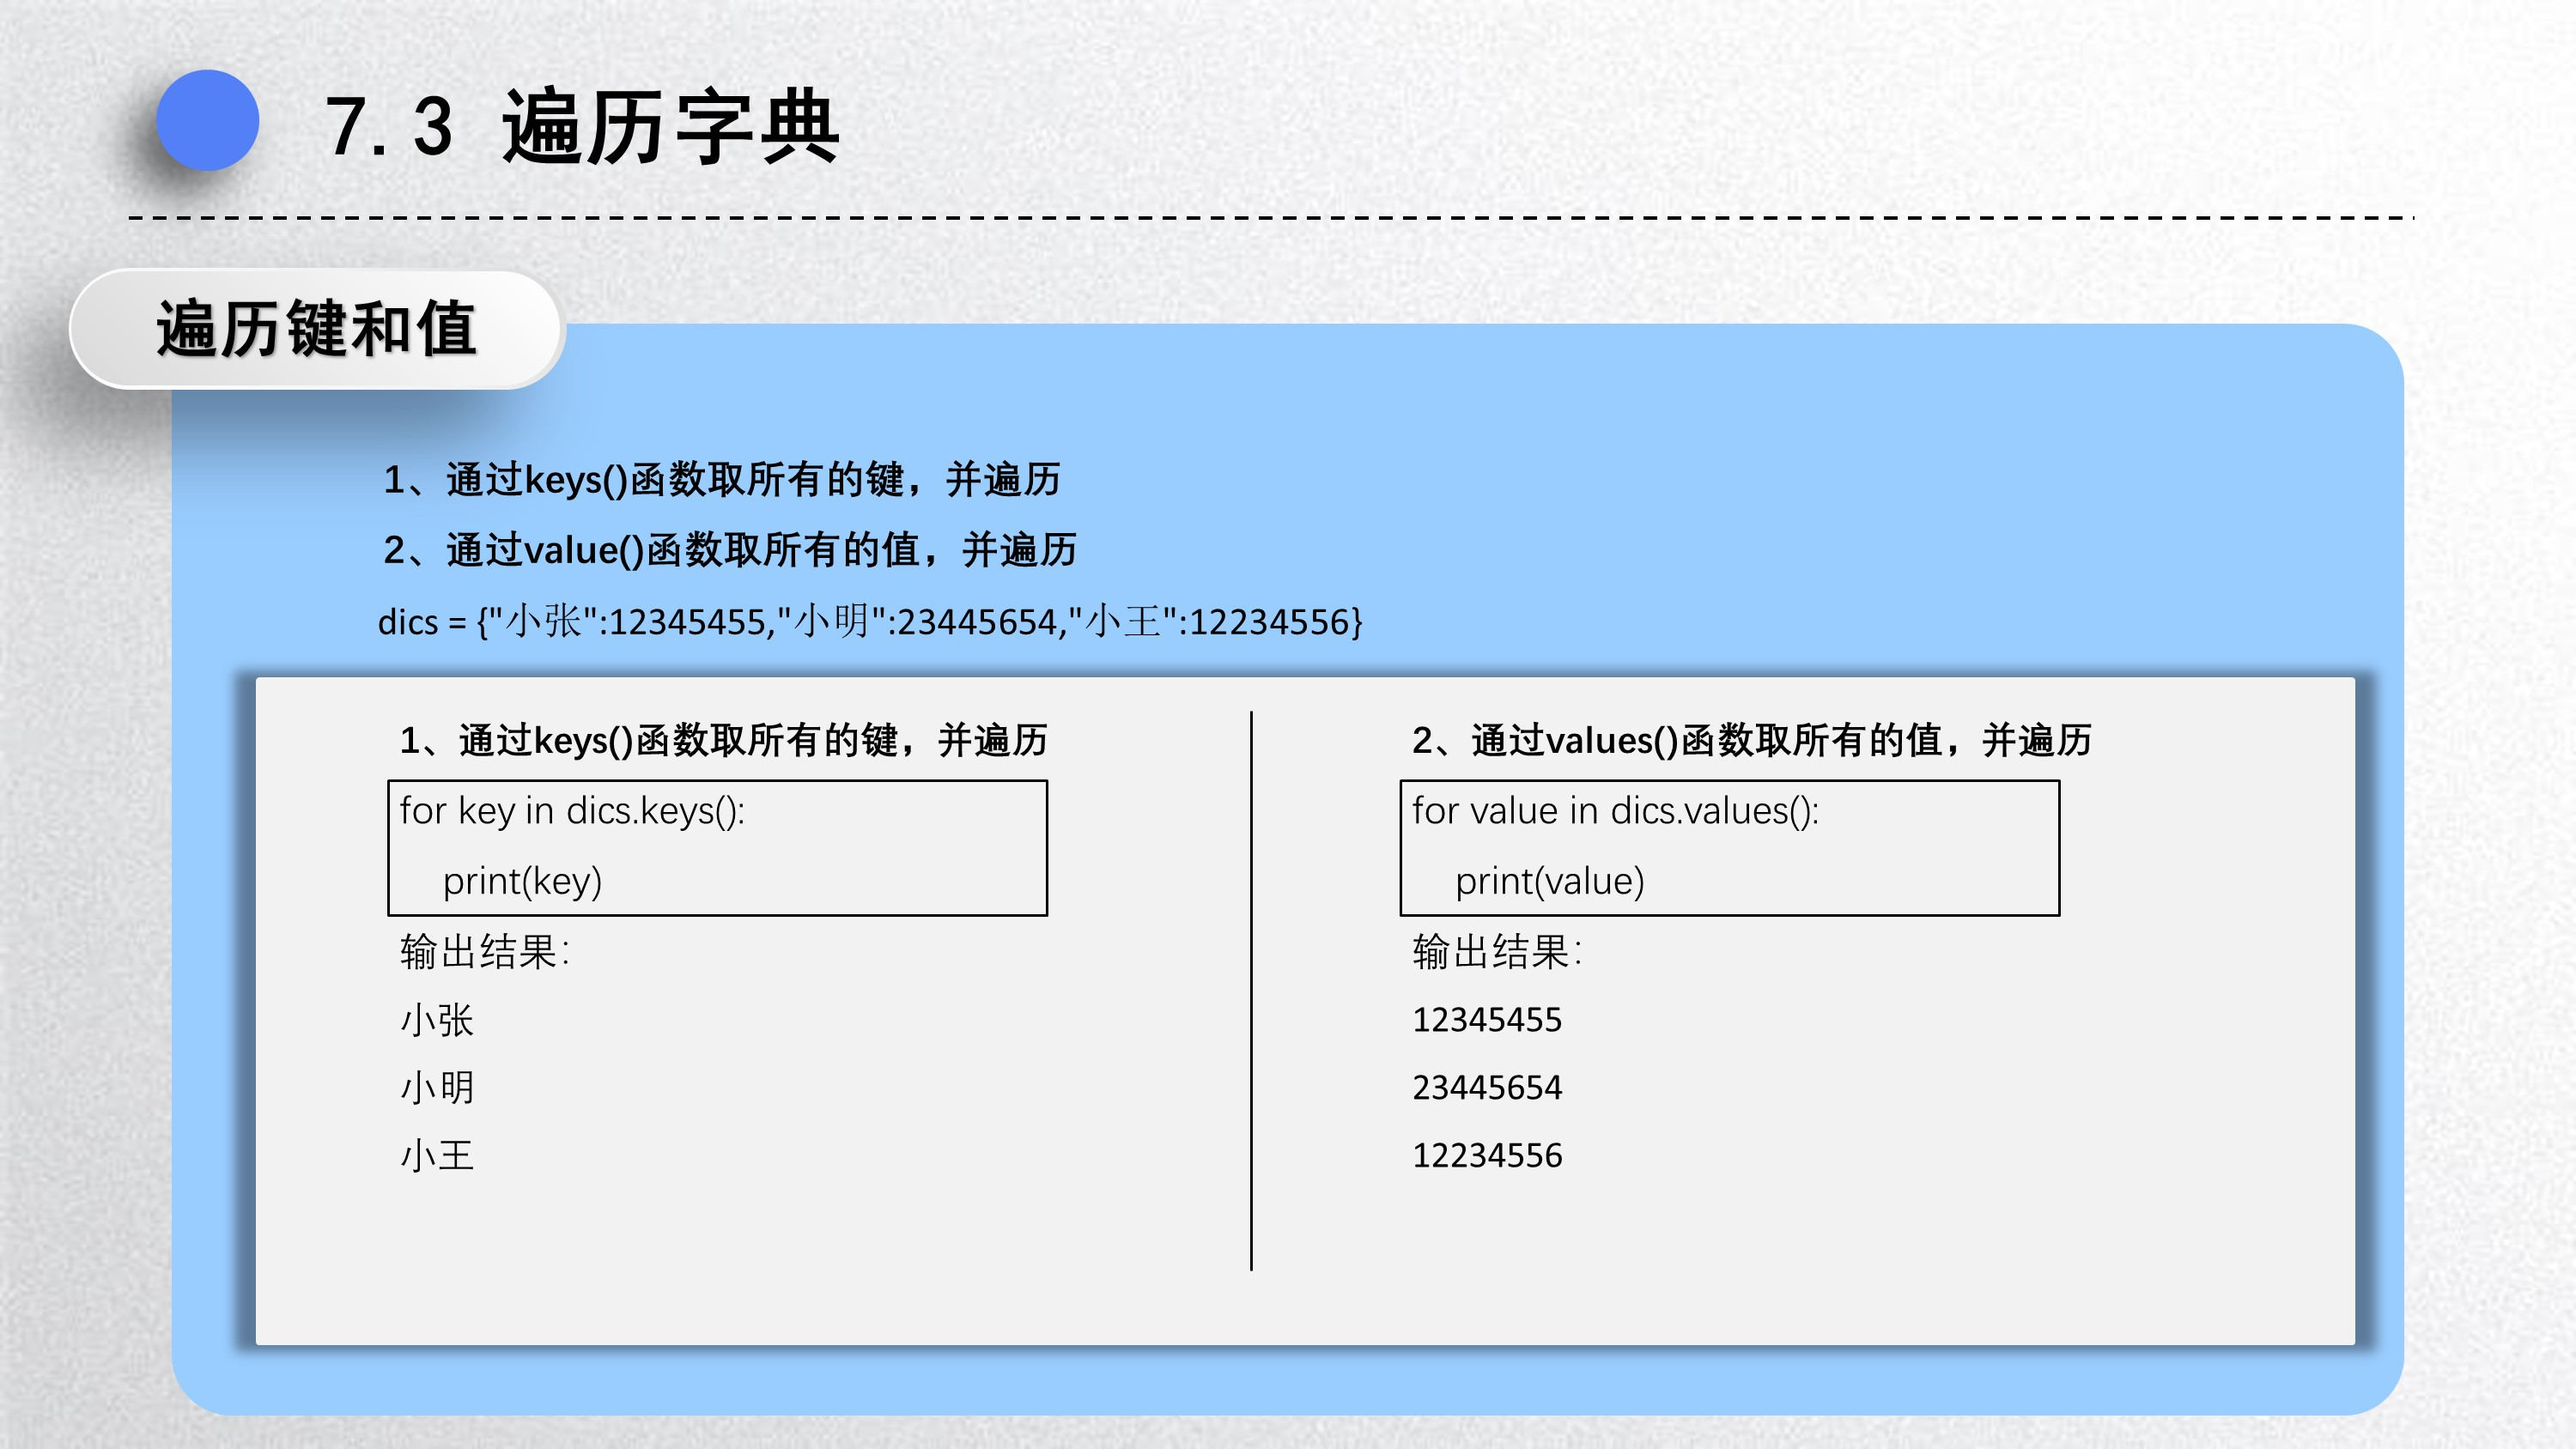 7.3 遍历字典
遍历键和值
1、通过keys()函数取所有的键，并遍历
2、通过value()函数取所有的值，并遍历
dics = {"小张":12345455,"小明":23445654,"小王":12234556}
1、通过keys()函数取所有的键，并遍历
for key in dics.keys():
    print(key)
输出结果：
小张
小明
小王
2、通过values()函数取所有的值，并遍历
for value in dics.values():
    print(value)
输出结果：
12345455
23445654
12234556